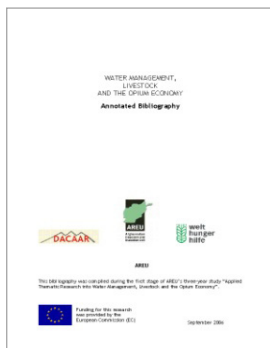 WATER MANAGEMENT,
LIVESTOCK
AND THE OPIUM ECONOMY
Annotated Bibliography
DACAAR
AREU
welt
hunger
hilfe
AREU
This bibliography was compiled during the first stage of AREU's three-year study "Applied
Thematic Research into Water Management, Livestock and the Opium Economy".
Funding for this research
was provided by the
European Commission (EC)
September 2006